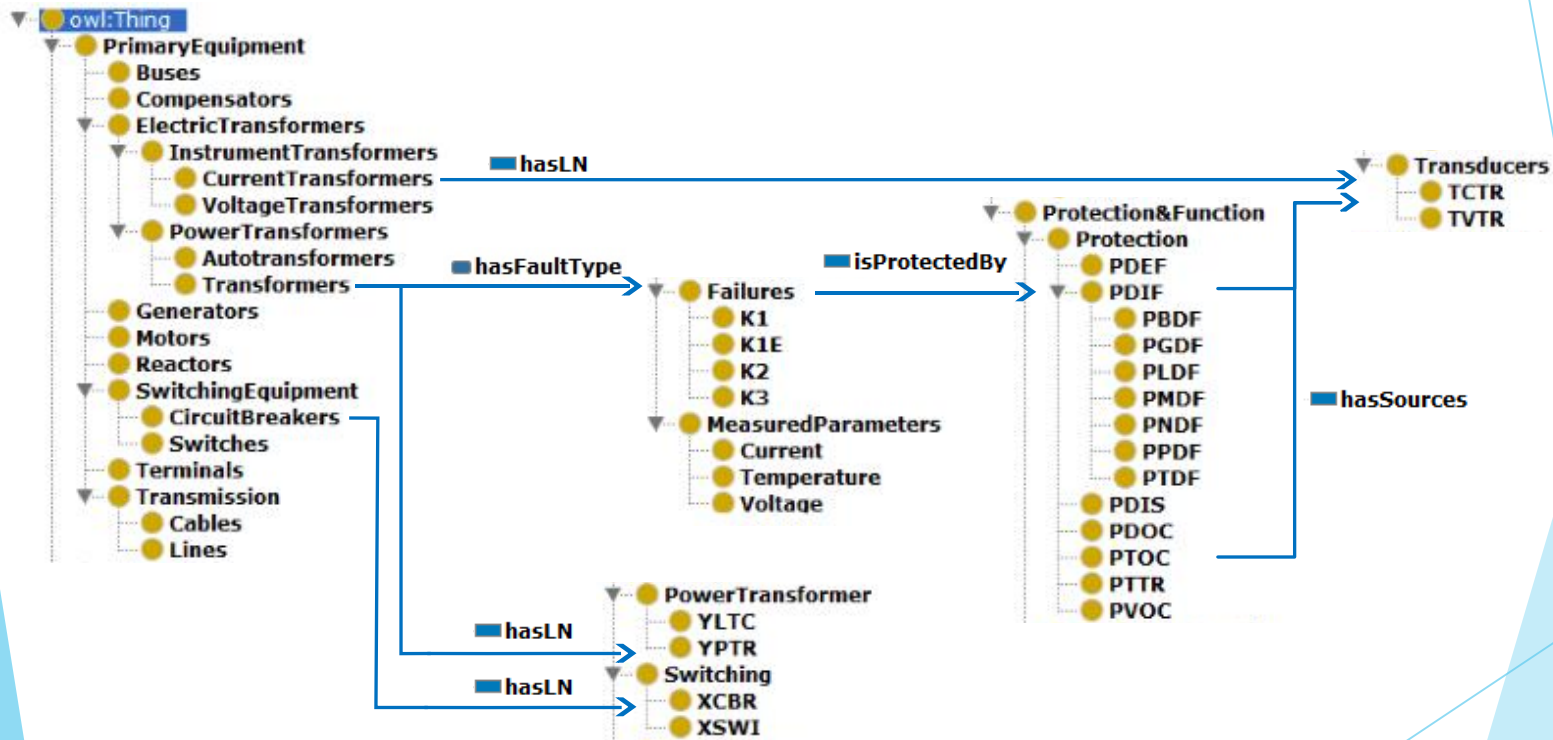 owl:Thing
PrimaryEquipment
Buses
Compensators
ElectricTransformers
InstrumentTransformers
CurrentTransformers
VoltageTransformers
PowerTransformers
Autotransformers
Transformers
Generators
Motors
Reactors
SwitchingEquipment
CircuitBreakers
Switches
Terminals
Transmission
Cables
Lines
hasLN
hasFaultType
Failures
K1
K1E
K2
K3
MeasuredParameters
Current
Temperature
Voltage
isProtectedBy
Protection&Function
Protection
PDEF
PDIF
PBDF
PGDF
PLDF
PMDF
PNDF
PPDF
PTDF
PDIS
PDOC
PTOC
PTTR
PVOC
Transducers
TCTR
TVTR
hasSources
hasLN
PowerTransformer
YLTC
YPTR
hasLN
Switching
XCBR
XSWI